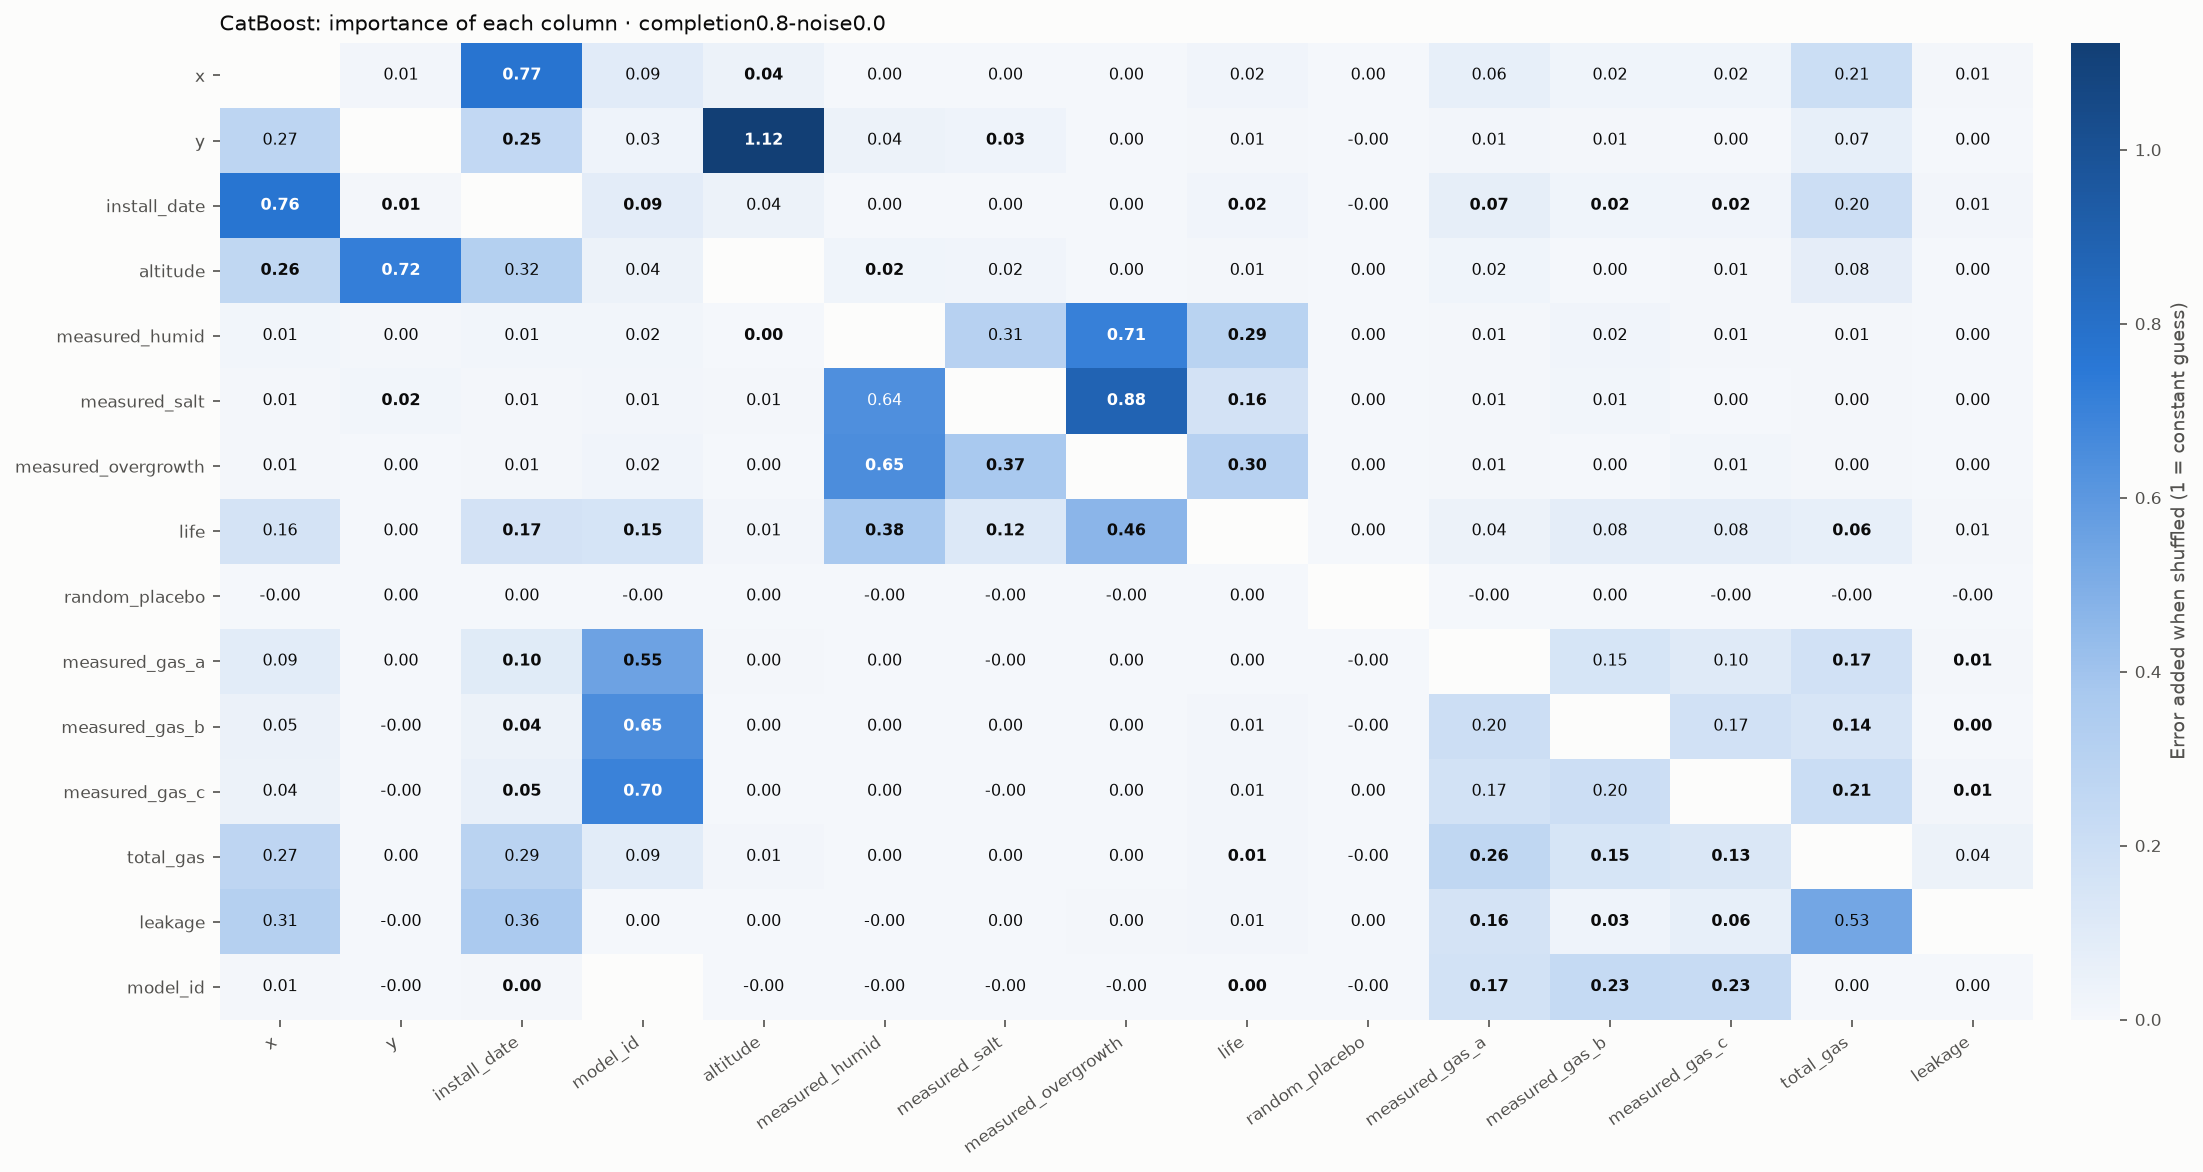 CatBoost: importance of each column · completion0.8-noise0.0
x 0.01 0.77 0.09 0.04 0.00 0.00 0.00 0.02 0.00 0.06 0.02 0.02 0.21 0.01
y 0.27 0.25 0.03 1.12 0.04 0.03 0.00 0.01 -0.00 0.01 0.01 0.00 0.07 0.00
install_date 0.76 0.01 0.09 0.04 0.00 0.00 0.00 0.02 -0.00 0.07 0.02 0.02 0.20 0.01
altitude 0.26 0.72 0.32 0.04 0.02 0.02 0.00 0.01 0.00 0.02 0.00 0.01 0.08 0.00
measured_humid 0.01 0.00 0.01 0.02 0.00 0.31 0.71 0.29 0.00 0.01 0.02 0.01 0.01 0.00
measured_salt 0.01 0.02 0.01 0.01 0.01 0.64 0.88 0.16 0.00 0.01 0.01 0.00 0.00 0.00
measured_overgrowth 0.01 0.00 0.01 0.02 0.00 0.65 0.37 0.30 0.00 0.01 0.00 0.01 0.00 0.00
life 0.16 0.00 0.17 0.15 0.01 0.38 0.12 0.46 0.00 0.04 0.08 0.08 0.06 0.01
random_placebo -0.00 0.00 0.00 -0.00 0.00 -0.00 -0.00 -0.00 0.00 -0.00 0.00 -0.00 -0.00 -0.00
measured_gas_a 0.09 0.00 0.10 0.55 0.00 0.00 -0.00 0.00 0.00 -0.00 0.15 0.10 0.17 0.01
measured_gas_b 0.05 -0.00 0.04 0.65 0.00 0.00 0.00 0.00 0.01 -0.00 0.20 0.17 0.14 0.00
measured_gas_c 0.04 -0.00 0.05 0.70 0.00 0.00 -0.00 0.00 0.01 0.00 0.17 0.20 0.21 0.01
total_gas 0.27 0.00 0.29 0.09 0.01 0.00 0.00 0.00 0.01 -0.00 0.26 0.15 0.13 0.04
leakage 0.31 -0.00 0.36 0.00 0.00 -0.00 0.00 0.00 0.01 0.00 0.16 0.03 0.06 0.53
model_id 0.01 -0.00 0.00 -0.00 -0.00 -0.00 -0.00 0.00 -0.00 0.17 0.23 0.23 0.00 0.00
x y install_date model_id altitude measured_humid measured_salt measured_overgrowth life random_placebo measured_gas_a measured_gas_b measured_gas_c total_gas leakage
1.0
0.8
0.6
0.4
0.2
0.0
Error added when shuffled (1 = constant guess)